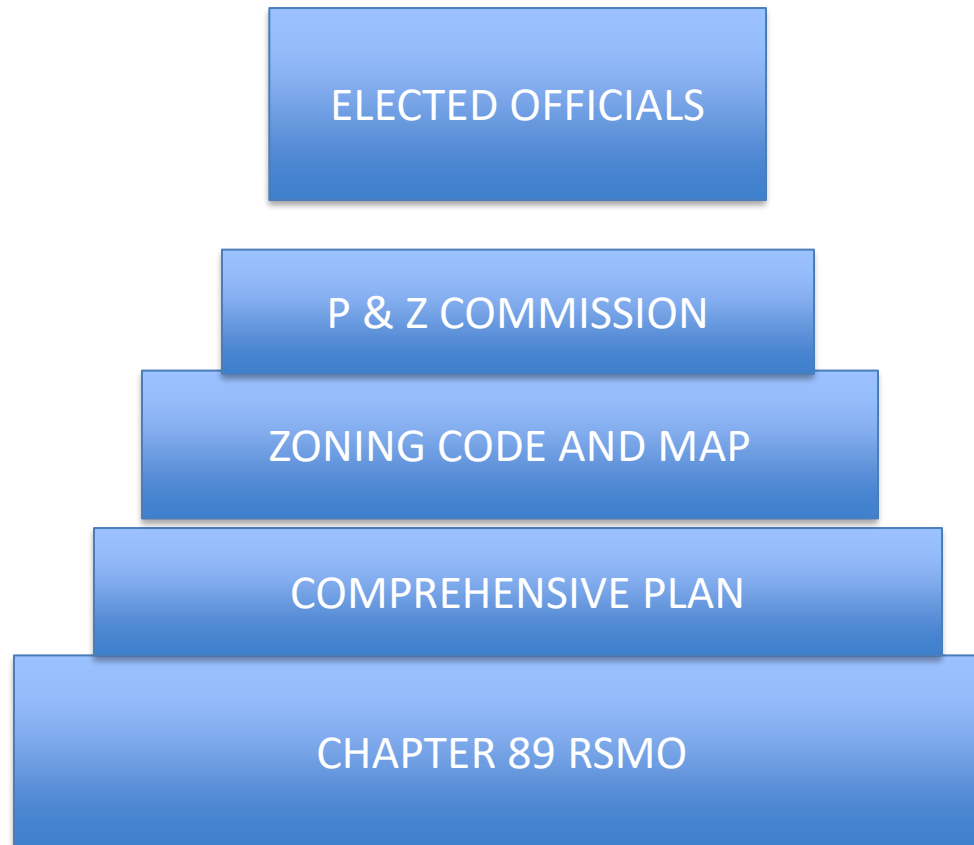 ELECTED OFFICIALS
P & Z COMMISSION
ZONING CODE AND MAP
COMPREHENSIVE PLAN
CHAPTER 89 RSMO